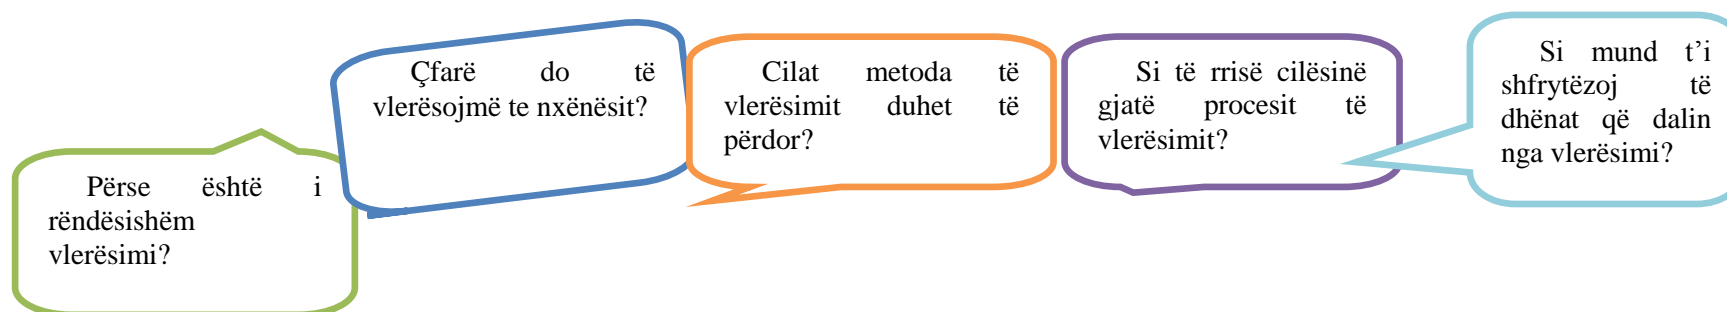 Përse është i
rëndësishëm
vlerësimi?
Çfarë do të
vlerësojmë te nxënësit?
Cilat metoda të
vlerësimit duhet të
përdor?
Si të rrisë cilësinë
gjatë procesit të
vlerësimit?
Si mund t’i
shfrytëzoj të
dhënat që dalin
nga vlerësimi?